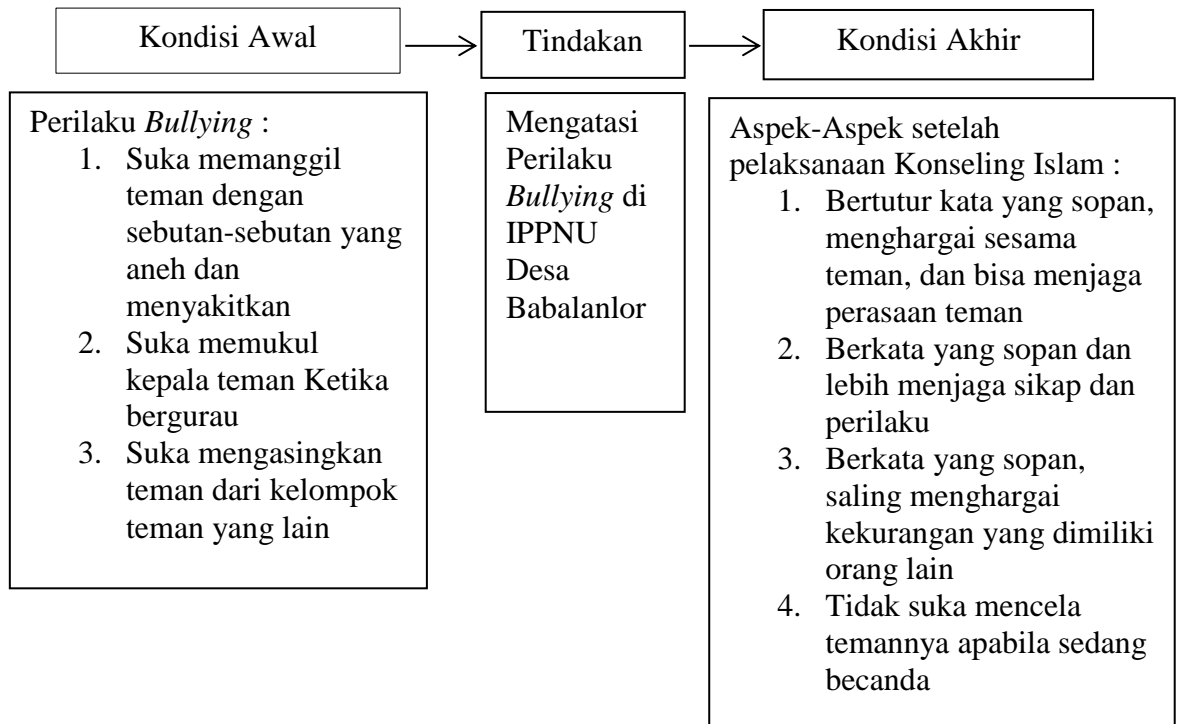 Kondisi Awal
Tindakan
Kondisi Akhir
Perilaku Bullying :
1. Suka memanggil
teman dengan
sebutan-sebutan yang
aneh dan
menyakitkan
2. Suka memukul
kepala teman Ketika
bergurau
3. Suka mengasingkan
teman dari kelompok
teman yang lain
Mengatasi
Perilaku
Bullying di
IPPNU
Desa
Babalanlor
Aspek-Aspek setelah
pelaksanaan Konseling Islam :
1. Bertutur kata yang sopan,
menghargai sesama
teman, dan bisa menjaga
perasaan teman
2. Berkata yang sopan dan
lebih menjaga sikap dan
perilaku
3. Berkata yang sopan,
saling menghargai
kekurangan yang dimiliki
orang lain
4. Tidak suka mencela
temannya apabila sedang
becanda